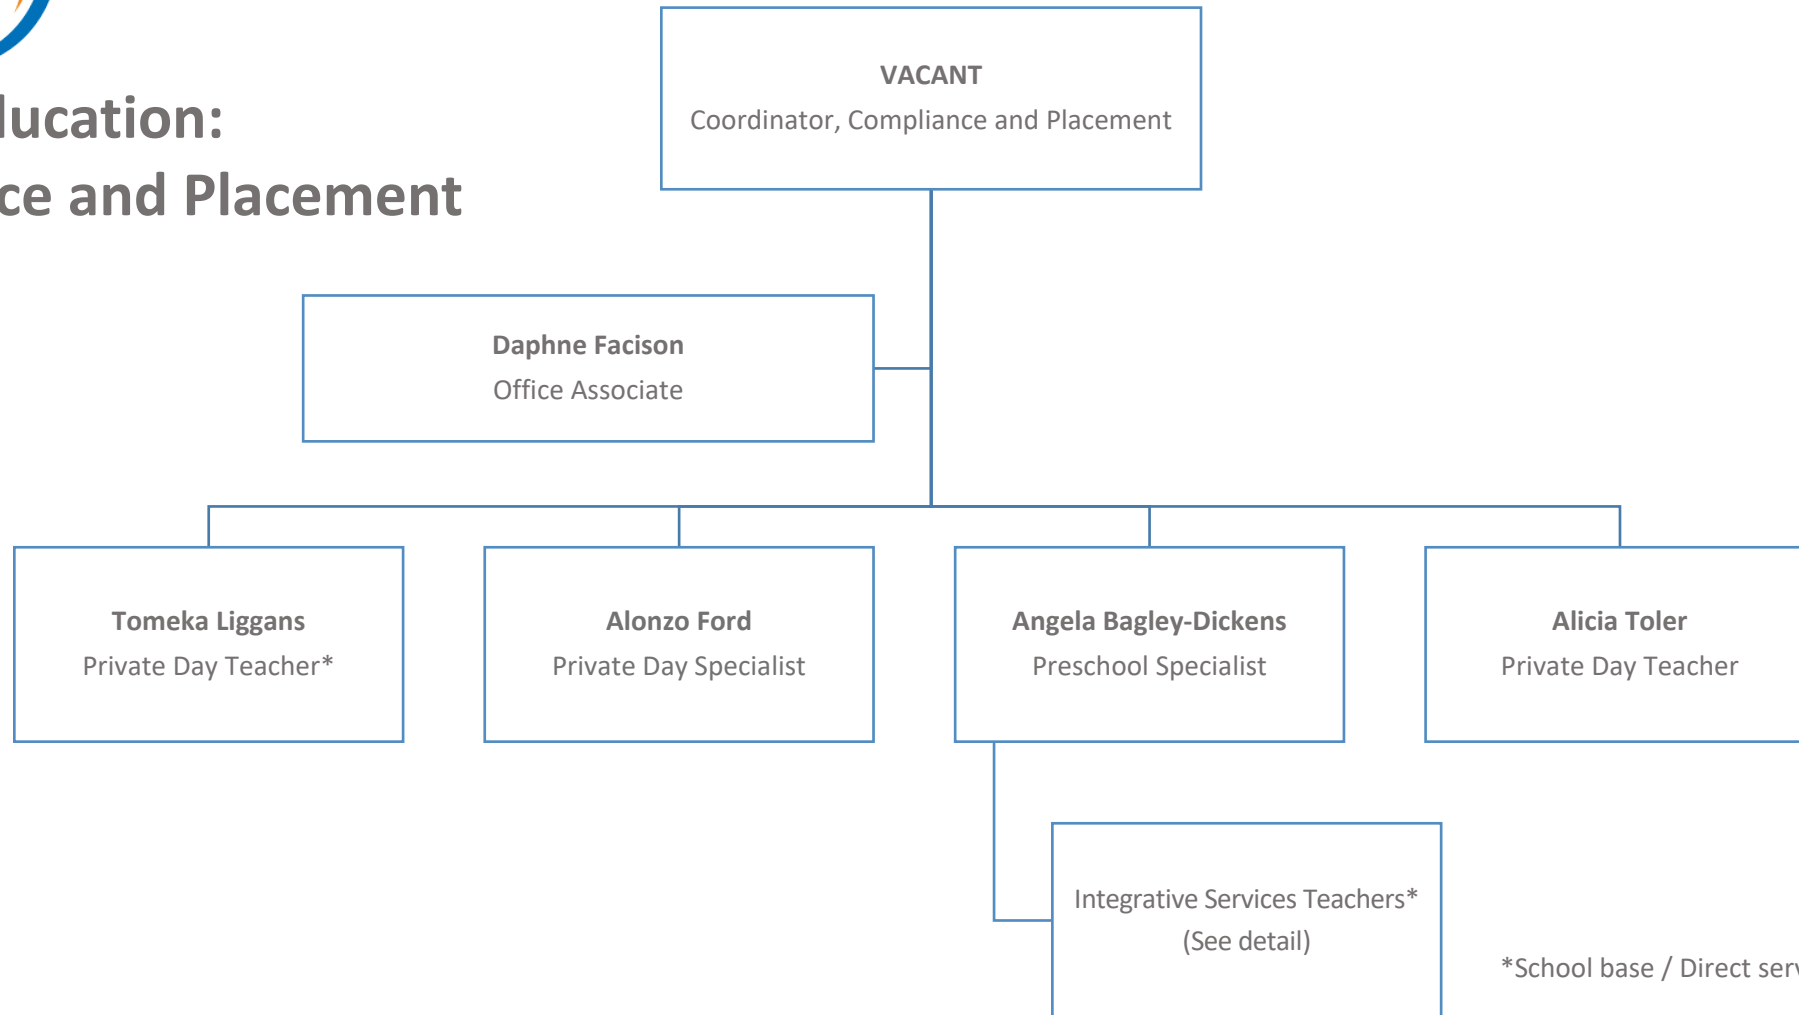 lucation:
ce and Placement
VACANT
Coordinator, Compliance and Placement
Daphne Facison
Office Associate
Tomeka Liggans
Private Day Teacher*
Alonzo Ford
Private Day Specialist
Angela Bagley-Dickens
Preschool Specialist
Alicia Toler
Private Day Teacher
Integrative Services Teachers*
(See detail)
*School base / Direct serv